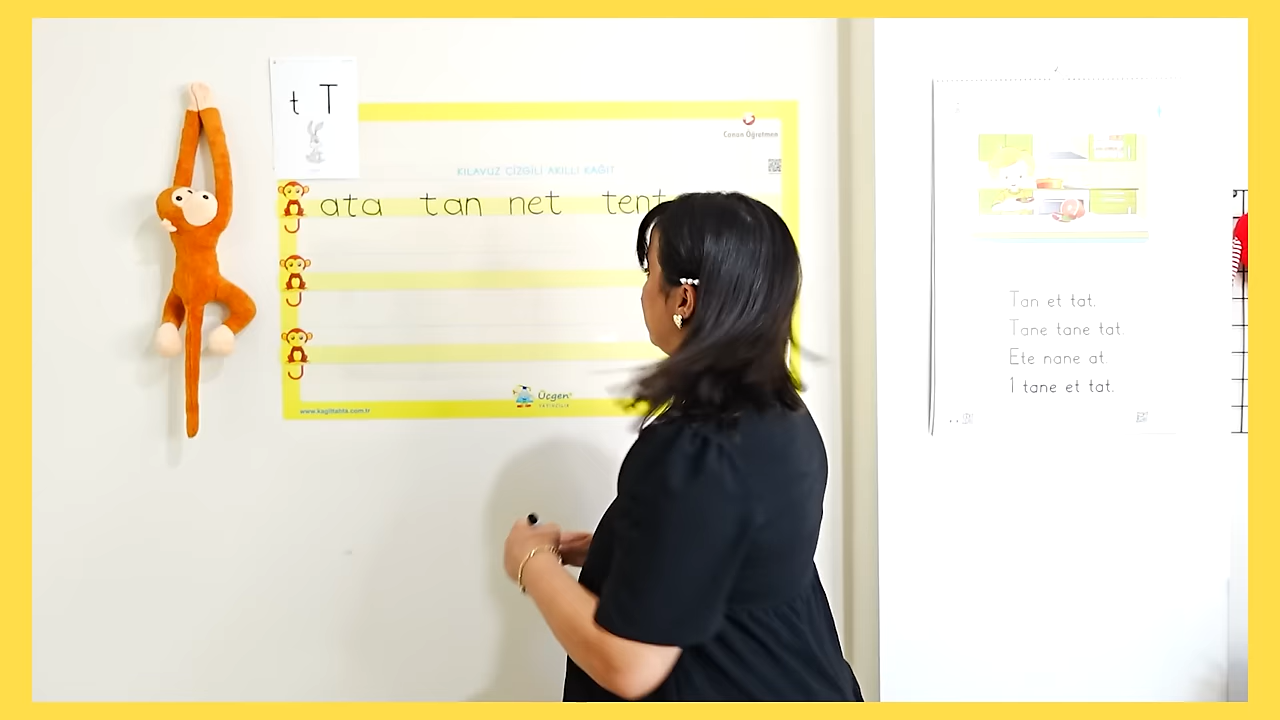 t T
Canan Öğretmen
KILAVUZ ÇİZGİLİ AKILLI KAĞIT
ata tan net tent
www.kagittahta.com.tr
Üçgen
YAYINCILIK
Tan et tat.
Tane tane tat.
Ete nane at.
1 tane et tat.